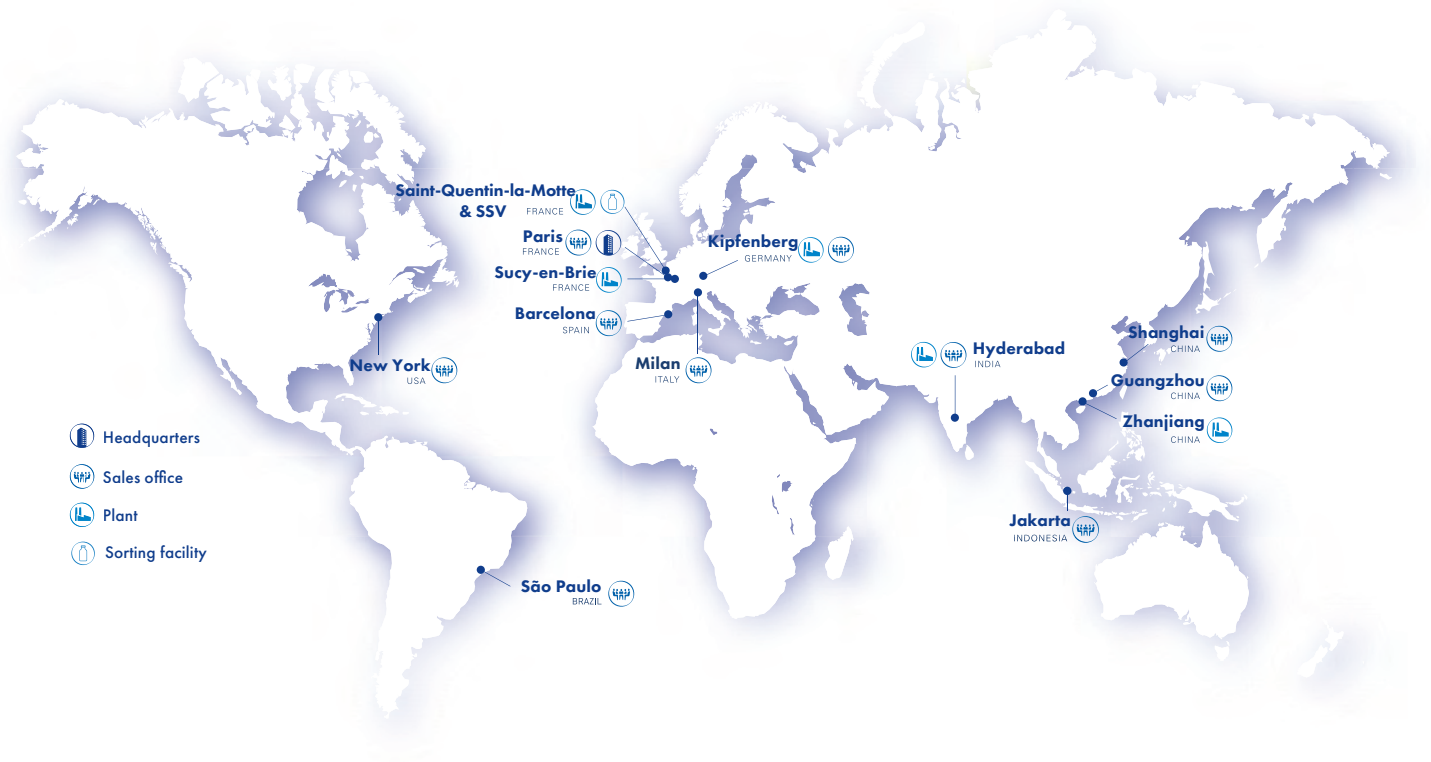 Saint-Quentin-la-Motte
& SSV FRANCE
Paris
FRANCE
Sucy-en-Brie
FRANCE
Barcelona
SPAIN
Kipfenberg
GERMANY
Milan
ITALY
New York
USA
Hyderabad
INDIA
Shanghai
CHINA
Guangzhou
CHINA
Zhanjiang
CHINA
Jakarta
INDONESIA
São Paulo
BRAZIL
Headquarters
Sales office
Plant
Sorting facility